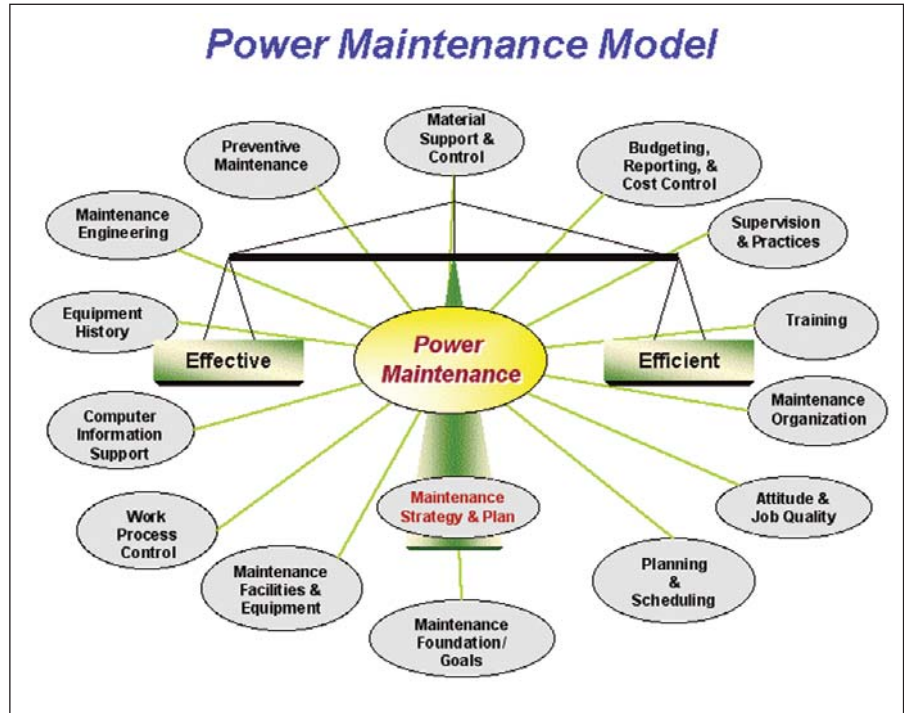 Power Maintenance Model
Material
Support &
Control
Preventive
Maintenance
Budgeting,
Reporting, &
Cost Control
Maintenance
Engineering
Supervision
& Practices
Equipment
History
Effective
Power
Maintenance
Efficient
Training
Computer
Information
Support
Maintenance
Organization
Work
Process
Control
Maintenance
Strategy & Plan
Attitude &
Job Quality
Maintenance
Facilities &
Equipment
Planning
&
Scheduling
Maintenance
Foundation/
Goals